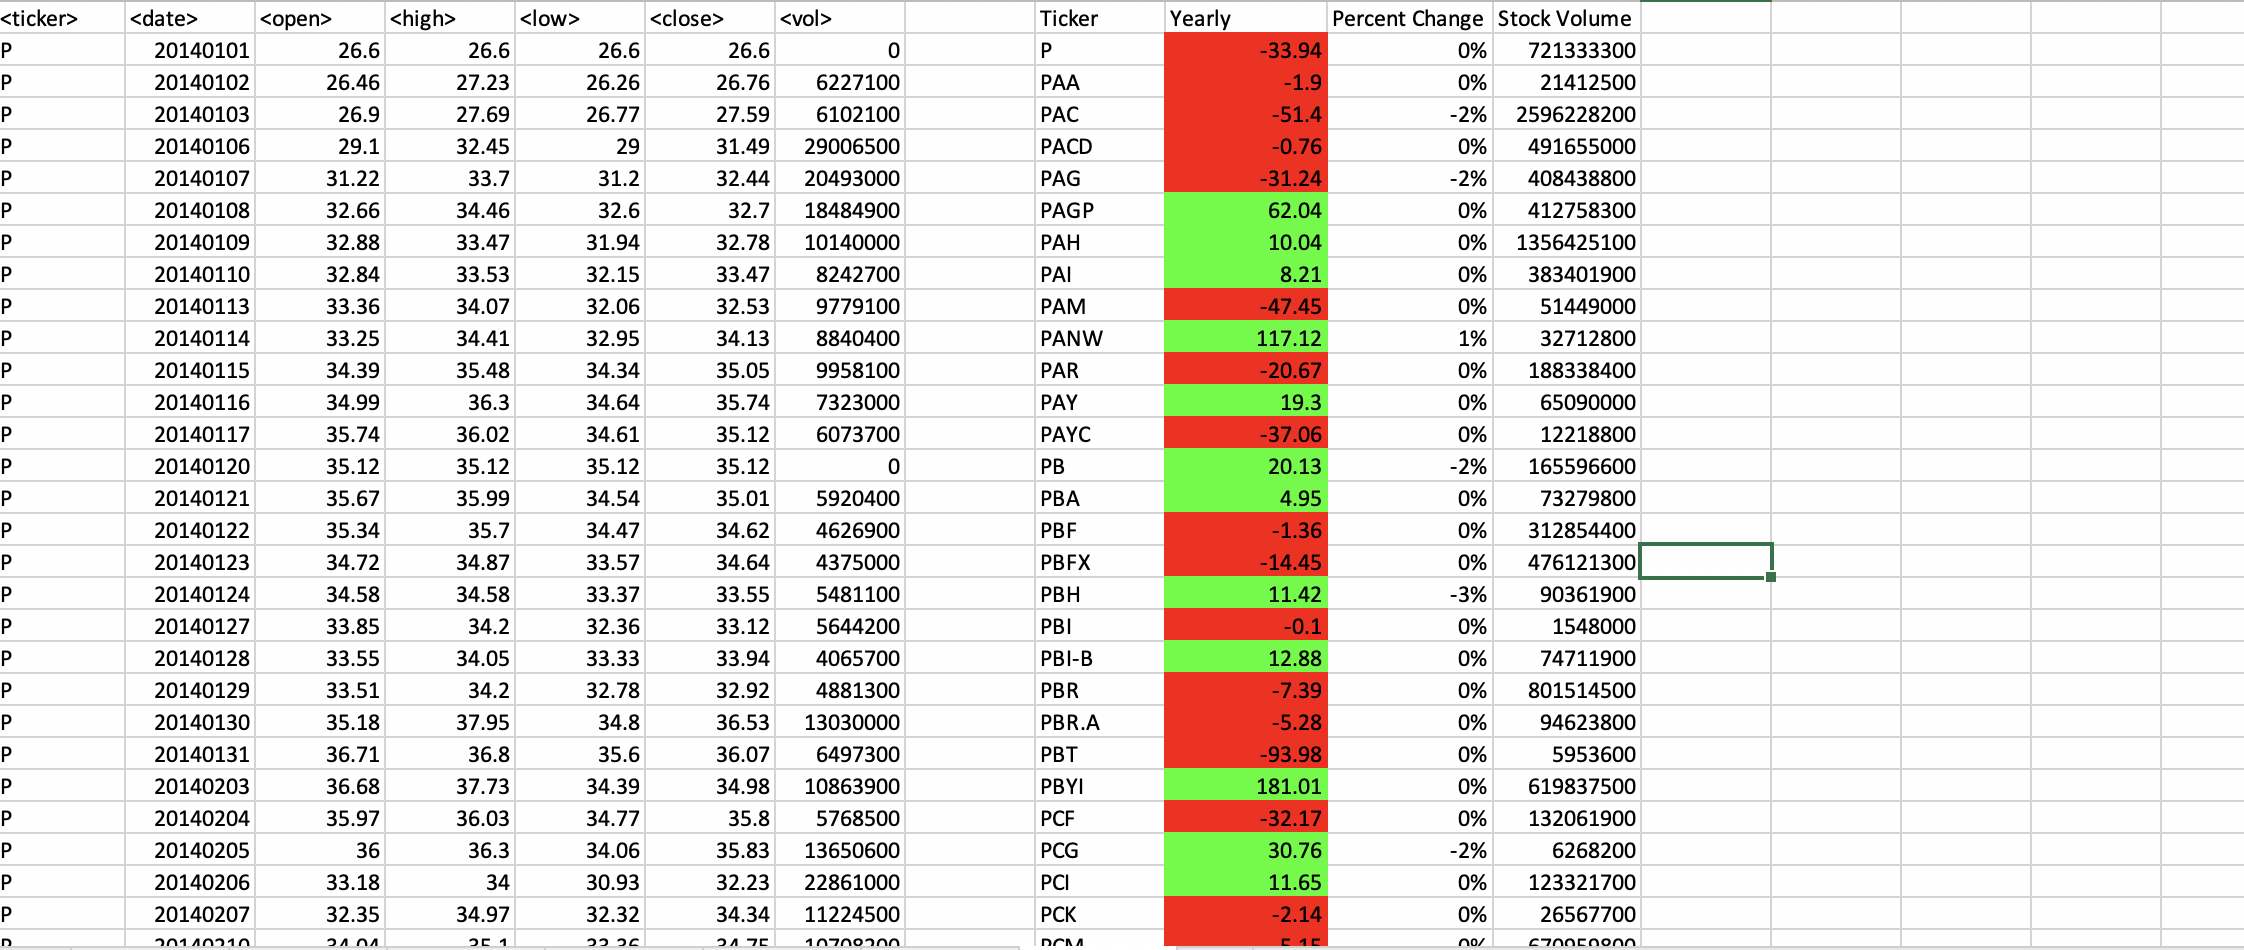 <ticker> <date> <open> <high> <low> <close> <vol> Ticker Yearly Percent Change Stock Volume
P 20140101 26.6 26.6 26.6 26.6 0 P -33.94 0% 721333300
P 20140102 26.46 27.23 26.26 26.76 6227100 PAA -1.9 0% 21412500
P 20140103 26.9 27.69 26.77 27.59 6102100 PAC -51.4 -2% 2596228200
P 20140106 29.1 32.45 29 31.49 29006500 PACD -0.76 0% 491655000
P 20140107 31.22 33.7 31.2 32.44 20493000 PAG -31.24 -2% 408438800
P 20140108 32.66 34.46 32.6 32.7 18484900 PAGP 62.04 0% 412758300
P 20140109 32.88 33.47 31.94 32.78 10140000 PAH 10.04 0% 1356425100
P 20140110 32.84 33.53 32.15 33.47 8242700 PAI 8.21 0% 383401900
P 20140113 33.36 34.07 32.06 32.53 9779100 PAM -47.45 0% 51449000
P 20140114 33.25 34.41 32.95 34.13 8840400 PANW 117.12 1% 32712800
P 20140115 34.39 35.48 34.34 35.05 9958100 PAR -20.67 0% 188338400
P 20140116 34.99 36.3 34.64 35.74 7323000 PAY 19.3 0% 65090000
P 20140117 35.74 36.02 34.61 35.12 6073700 PAYC -37.06 0% 12218800
P 20140120 35.12 35.12 35.12 35.12 0 PB 20.13 -2% 165596600
P 20140121 35.67 35.99 34.54 35.01 5920400 PBA 4.95 0% 73279800
P 20140122 35.34 35.7 34.47 34.62 4626900 PBF -1.36 0% 312854400
P 20140123 34.72 34.87 33.57 34.64 4375000 PBFX -14.45 0% 476121300
P 20140124 34.58 34.58 33.37 33.55 5481100 PBH 11.42 -3% 90361900
P 20140127 33.85 34.2 32.36 33.12 5644200 PBI -0.1 0% 1548000
P 20140128 33.55 34.05 33.33 33.94 4065700 PBI-B 12.88 0% 74711900
P 20140129 33.51 34.2 32.78 32.92 4881300 PBR -7.39 0% 801514500
P 20140130 35.18 37.95 34.8 36.53 13030000 PBR.A -5.28 0% 94623800
P 20140131 36.71 36.8 35.6 36.07 6497300 PBT -93.98 0% 5953600
P 20140203 36.68 37.73 34.39 34.98 10863900 PBYI 181.01 0% 619837500
P 20140204 35.97 36.03 34.77 35.8 5768500 PCF -32.17 0% 132061900
P 20140205 36 36.3 34.06 35.83 13650600 PCG 30.76 -2% 6268200
P 20140206 33.18 34 30.93 32.23 22861000 PCI 11.65 0% 123321700
P 20140207 32.35 34.97 32.32 34.34 11224500 PCK -2.14 0% 26567700